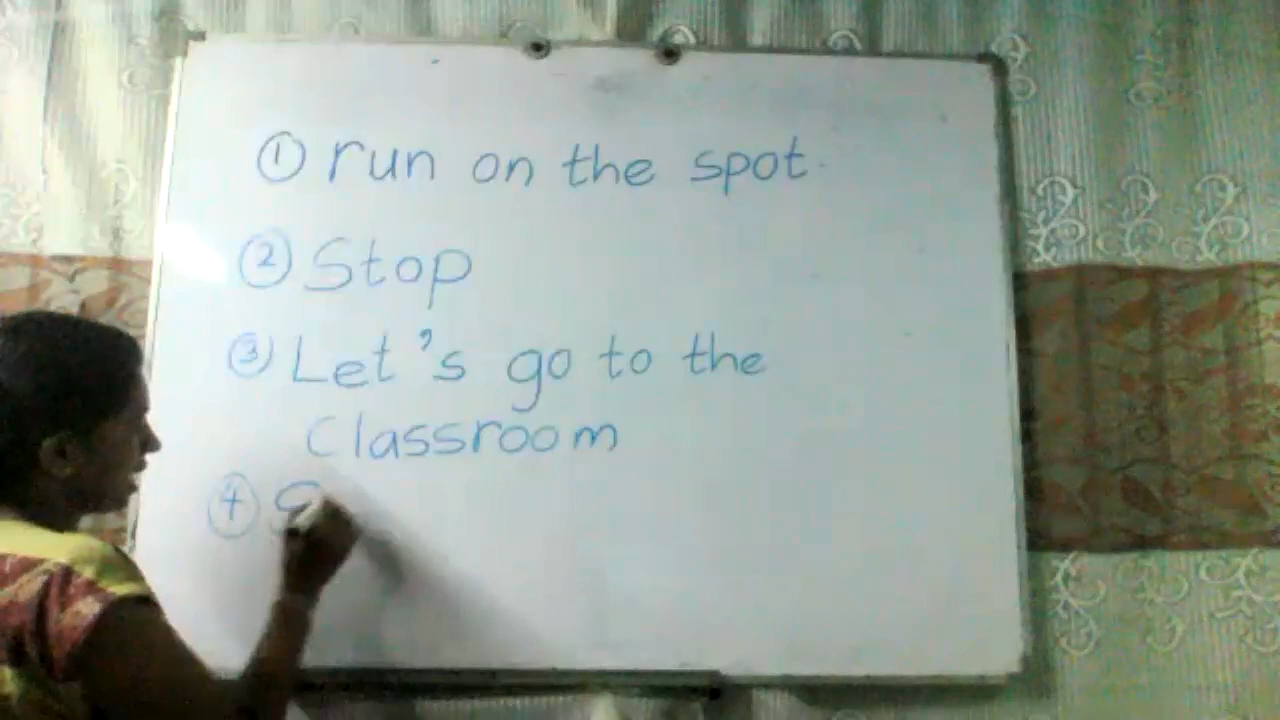 ① run on the spot.
② Stop
③ Let's go to the
Classroom
④ S